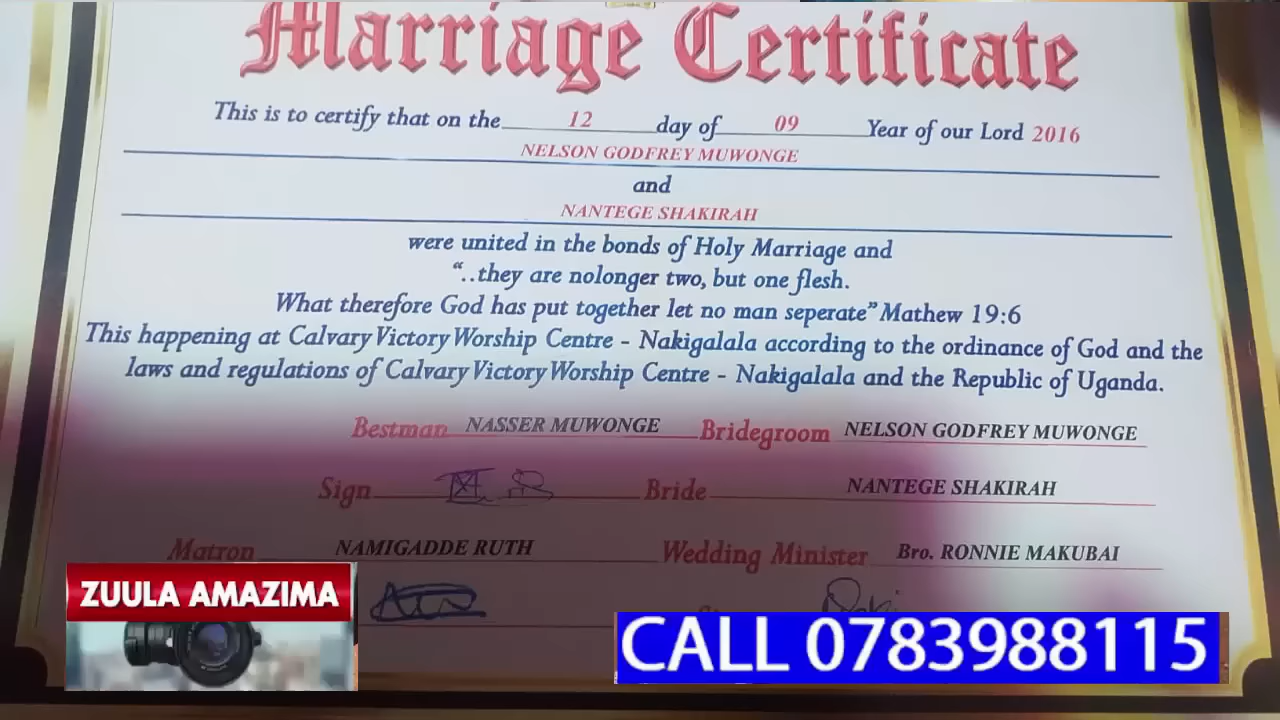 Marriage Certificate
This is to certify that on the 12 day of 09 Year of our Lord 2016
NELSON GODFREY MUWONGE
and
NANTEGE SHAKIRAH
were united in the bonds of Holy Marriage and
“..they are nolonger two, but one flesh.
What therefore God has put together let no man seperate” Mathew 19:6
This happening at Calvary Victory Worship Centre - Nakigalala according to the ordinance of God and the
laws and regulations of Calvary Victory Worship Centre - Nakigalala and the Republic of Uganda.
Bestman NASSER MUWONGE Bridegroom NELSON GODFREY MUWONGE
Sign Bride NANTEGE SHAKIRAH
Matron NAMIGADDE RUTH Wedding Minister Bro. RONNIE MAKUBAI
ZUULA AMAZIMA
CALL 0783988115